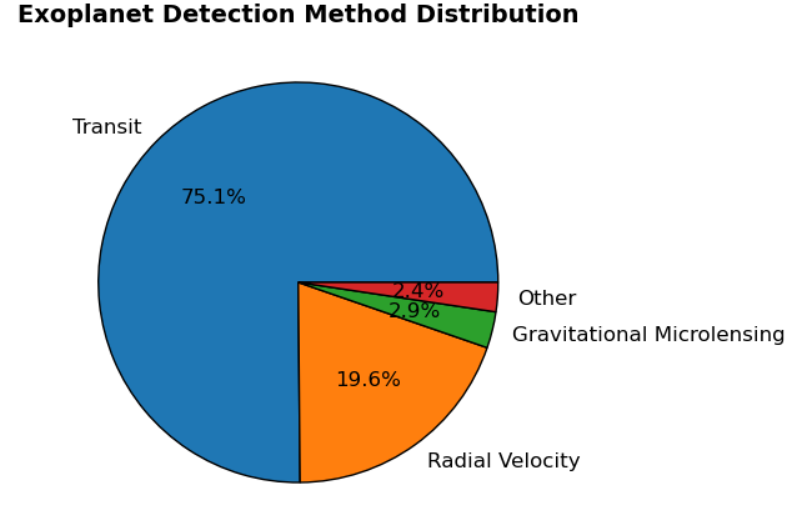 Exoplanet Detection Method Distribution
Transit
75.1%
2.4%
Other
2.9%
Gravitational Microlensing
19.6%
Radial Velocity